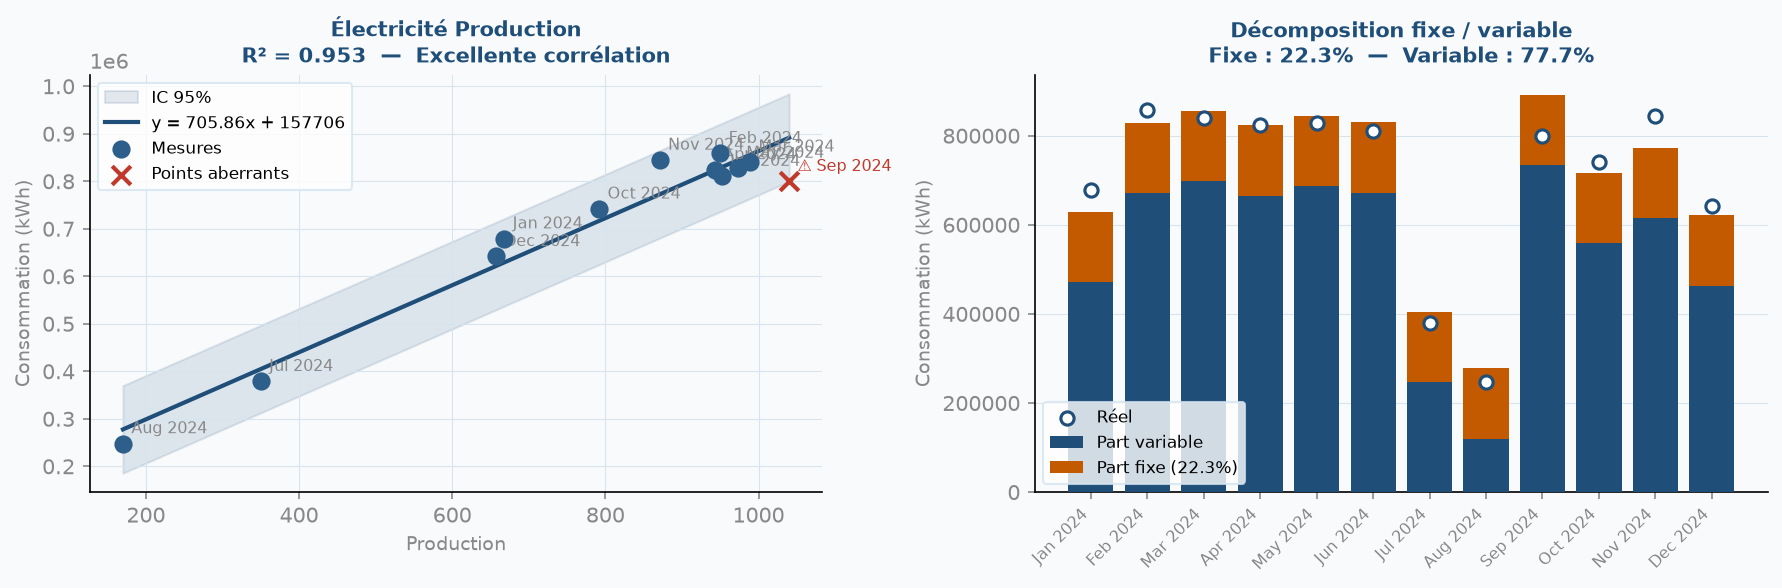 Électricité Production
R² = 0.953 — Excellente corrélation
1e6
Consommation (kWh)
1.0
0.9
0.8
0.7
0.6
0.5
0.4
0.3
0.2
IC 95%
y = 705.86x + 157706
Mesures
Points aberrants
Nov 2024
Feb 2024
⚠ Sep 2024
Oct 2024
Jan 2024
Dec 2024
Jul 2024
Aug 2024
200
400
600
800
1000
Production
Décomposition fixe / variable
Fixe : 22.3% — Variable : 77.7%
Consommation (kWh)
800000
600000
400000
200000
0
Réel
Part variable
Part fixe (22.3%)
Jan 2024
Feb 2024
Mar 2024
Apr 2024
May 2024
Jun 2024
Jul 2024
Aug 2024
Sep 2024
Oct 2024
Nov 2024
Dec 2024